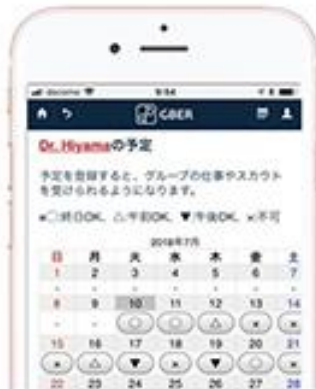 docomo 9:54
GBER
Dr. Hiyamaの予定
予定を登録すると、グループの仕事やスカウト
を受けられるようになります。
○:終日OK、△:午前OK、▼:午後OK、×:不可
2018年7月
日 月 火 水 木 金 土
1 2 3 4 5 6 7
- - - - - - -
8 9 10 11 12 13 14
- - ○ ○ △ × ×
15 16 17 18 19 20 21
× △ ▼ × ▼ ○ ×
22 23 24 25 26 27 28